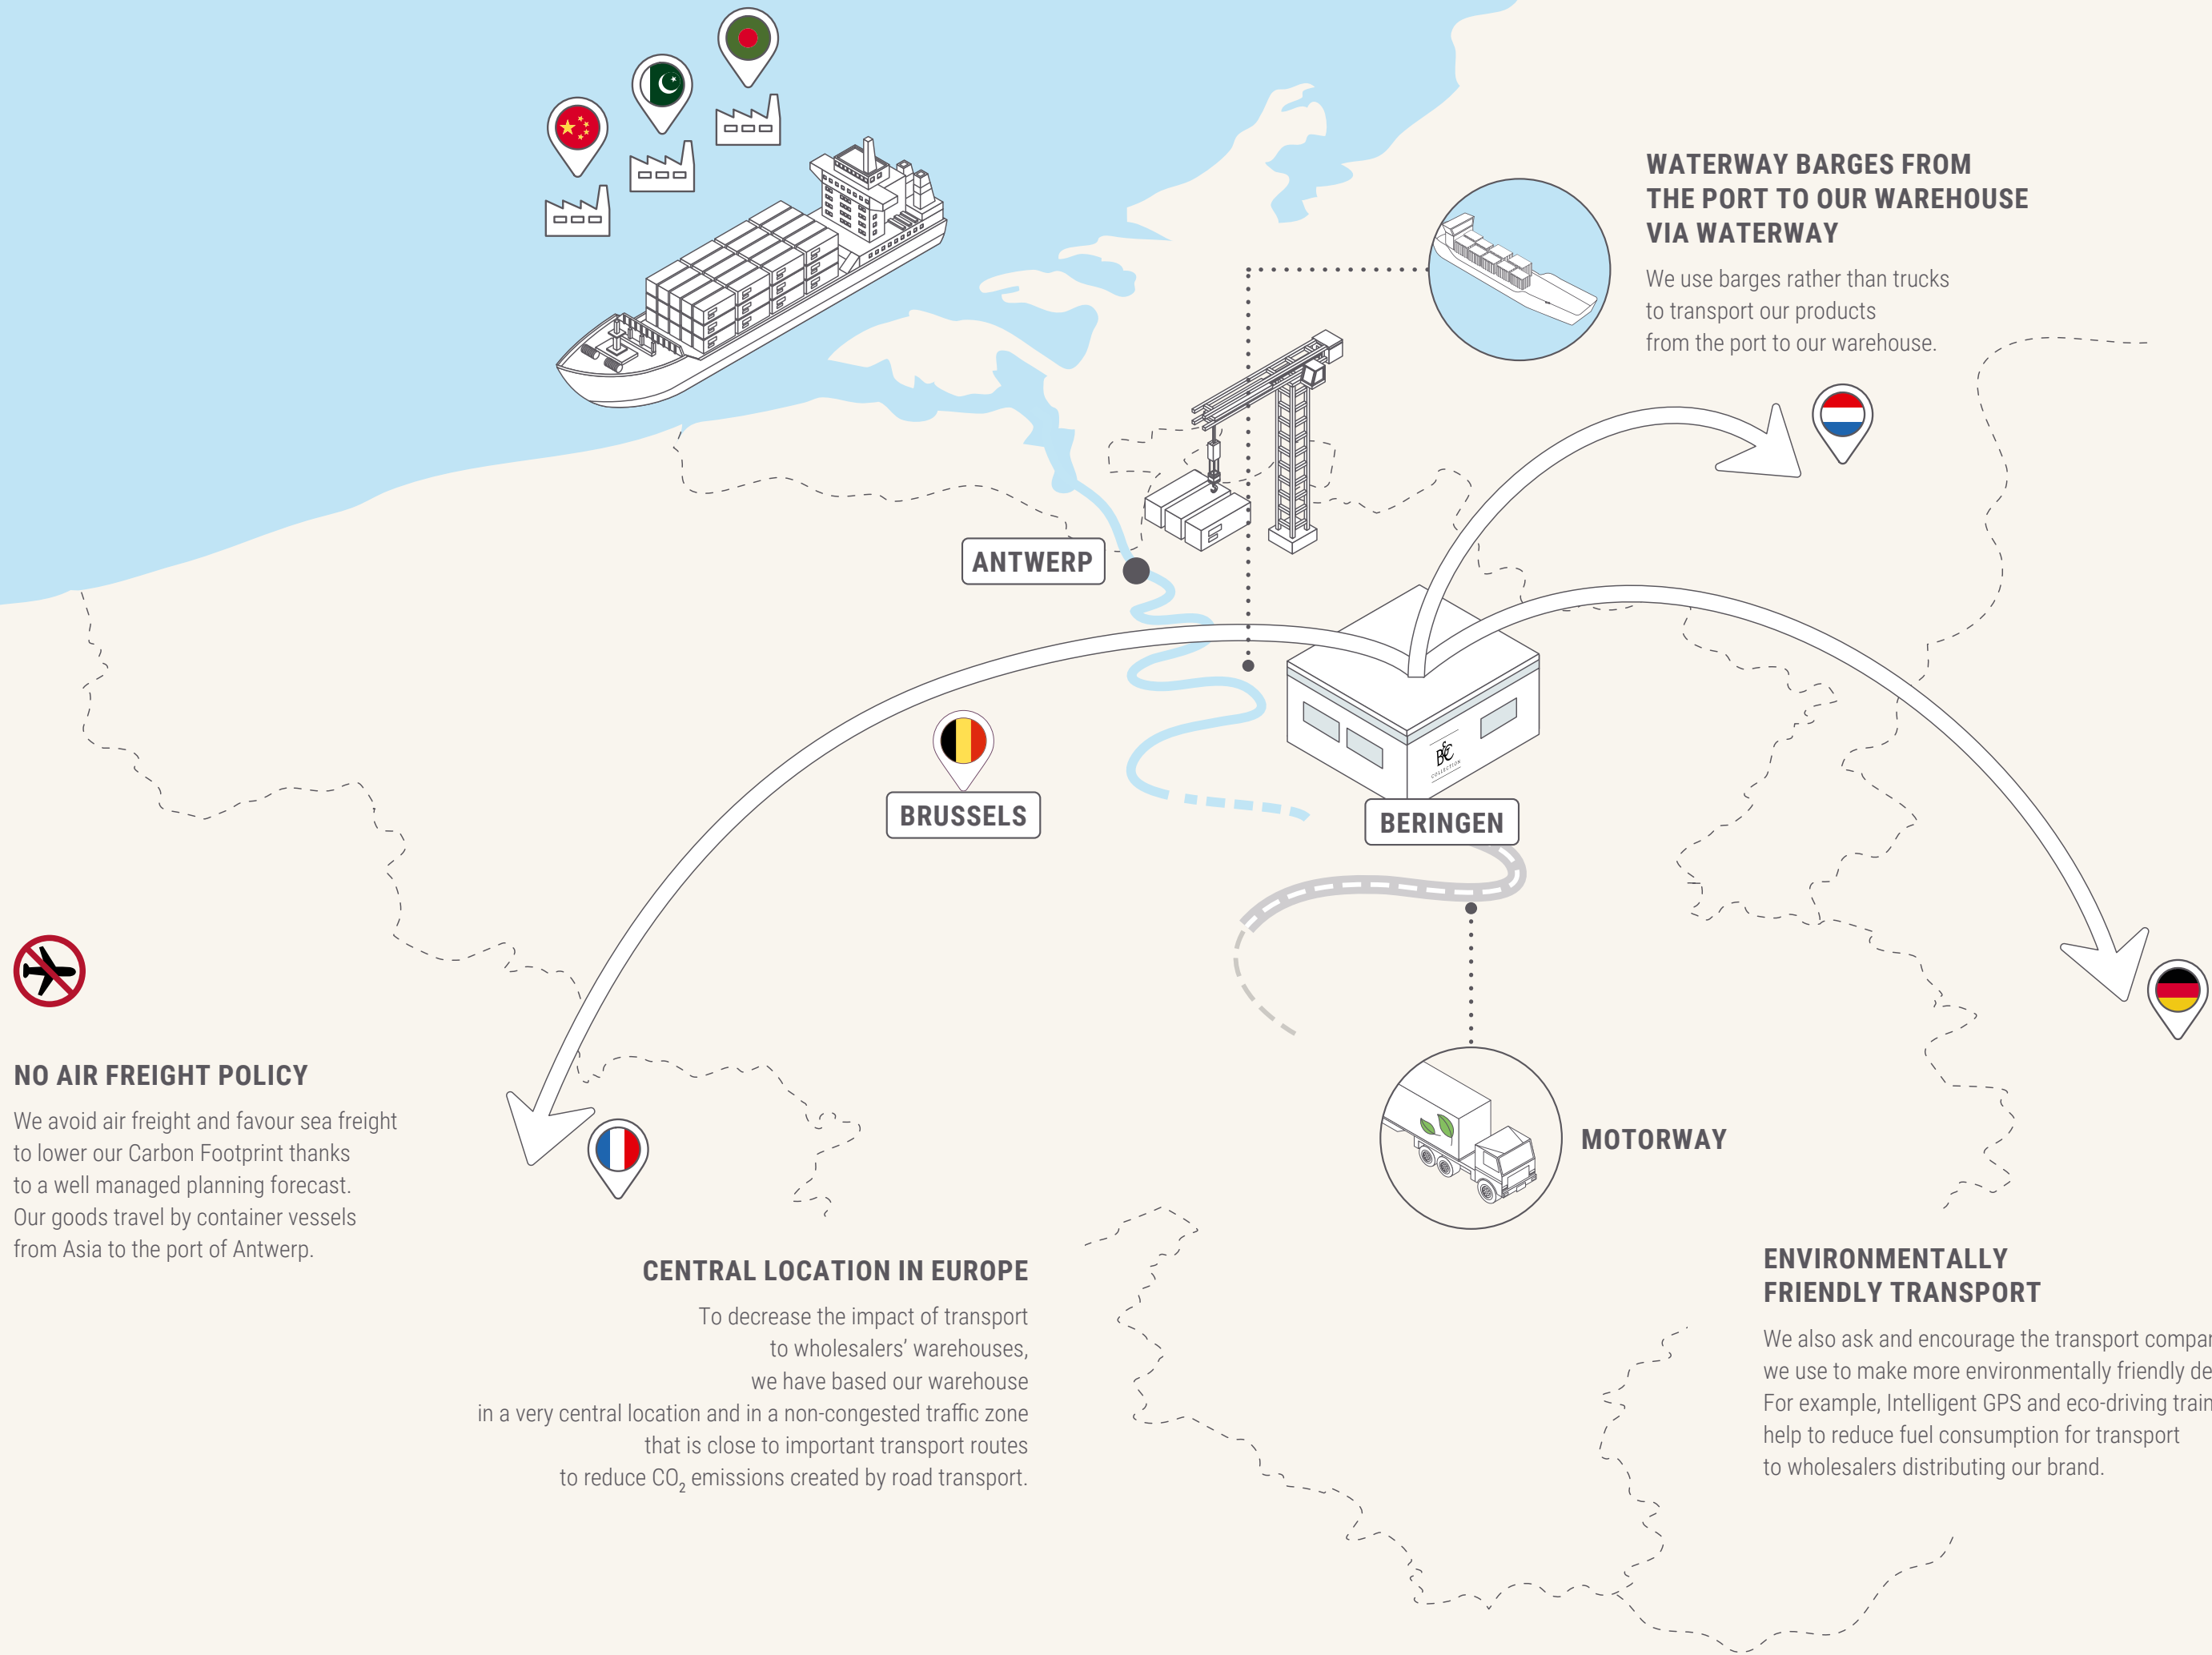 WATERWAY BARGES FROM
THE PORT TO OUR WAREHOUSE
VIA WATERWAY
We use barges rather than trucks
to transport our products
from the port to our warehouse.
ANTWERP
B&C
COLLECTION
BRUSSELS
BERINGEN
NO AIR FREIGHT POLICY
We avoid air freight and favour sea freight
to lower our Carbon Footprint thanks
to a well managed planning forecast.
Our goods travel by container vessels
from Asia to the port of Antwerp.
MOTORWAY
CENTRAL LOCATION IN EUROPE
To decrease the impact of transport
to wholesalers’ warehouses,
we have based our warehouse
in a very central location and in a non-congested traffic zone
that is close to important transport routes
to reduce CO₂ emissions created by road transport.
ENVIRONMENTALLY
FRIENDLY TRANSPORT
We also ask and encourage the transport
we use to make more environmentally friendly
For example, Intelligent GPS and eco-driving
help to reduce fuel consumption for transport
to wholesalers distributing our brand.